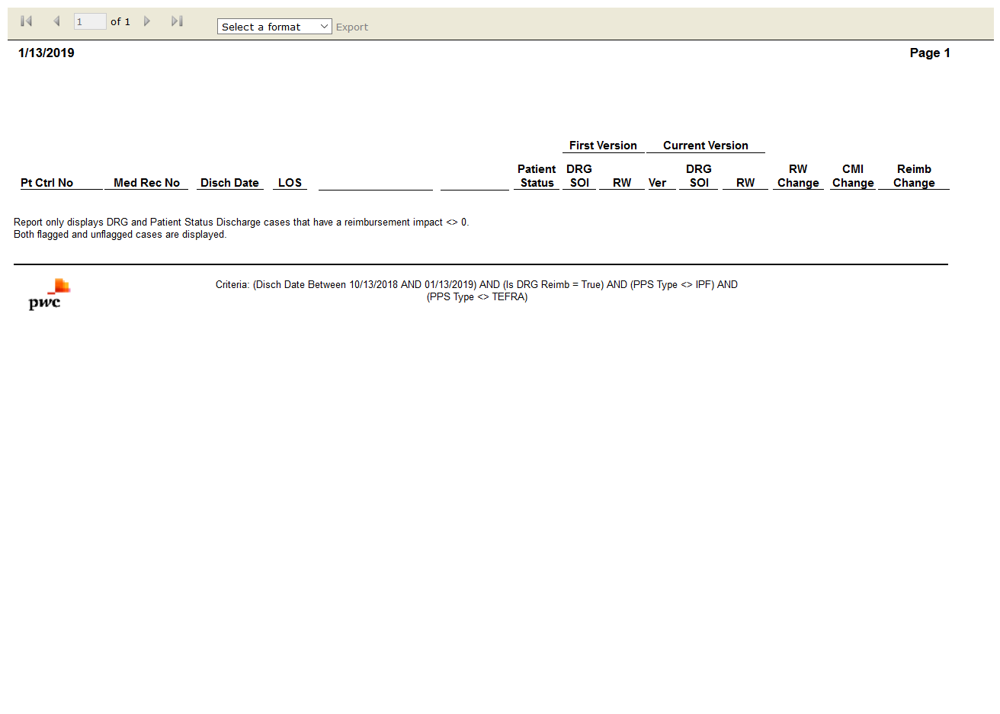 1 of 1 Select a format Export
1/13/2019 Page 1
First Version Current Version
Patient DRG DRG RW CMI Reimb
Pt Ctrl No Med Rec No Disch Date LOS Status SOI RW Ver SOI RW Change Change Change
Report only displays DRG and Patient Status Discharge cases that have a reimbursement impact <> 0.
Both flagged and unflagged cases are displayed.
pwc
Criteria: (Disch Date Between 10/13/2018 AND 01/13/2019) AND (Is DRG Reimb = True) AND (PPS Type <> IPF) AND
(PPS Type <> TEFRA)